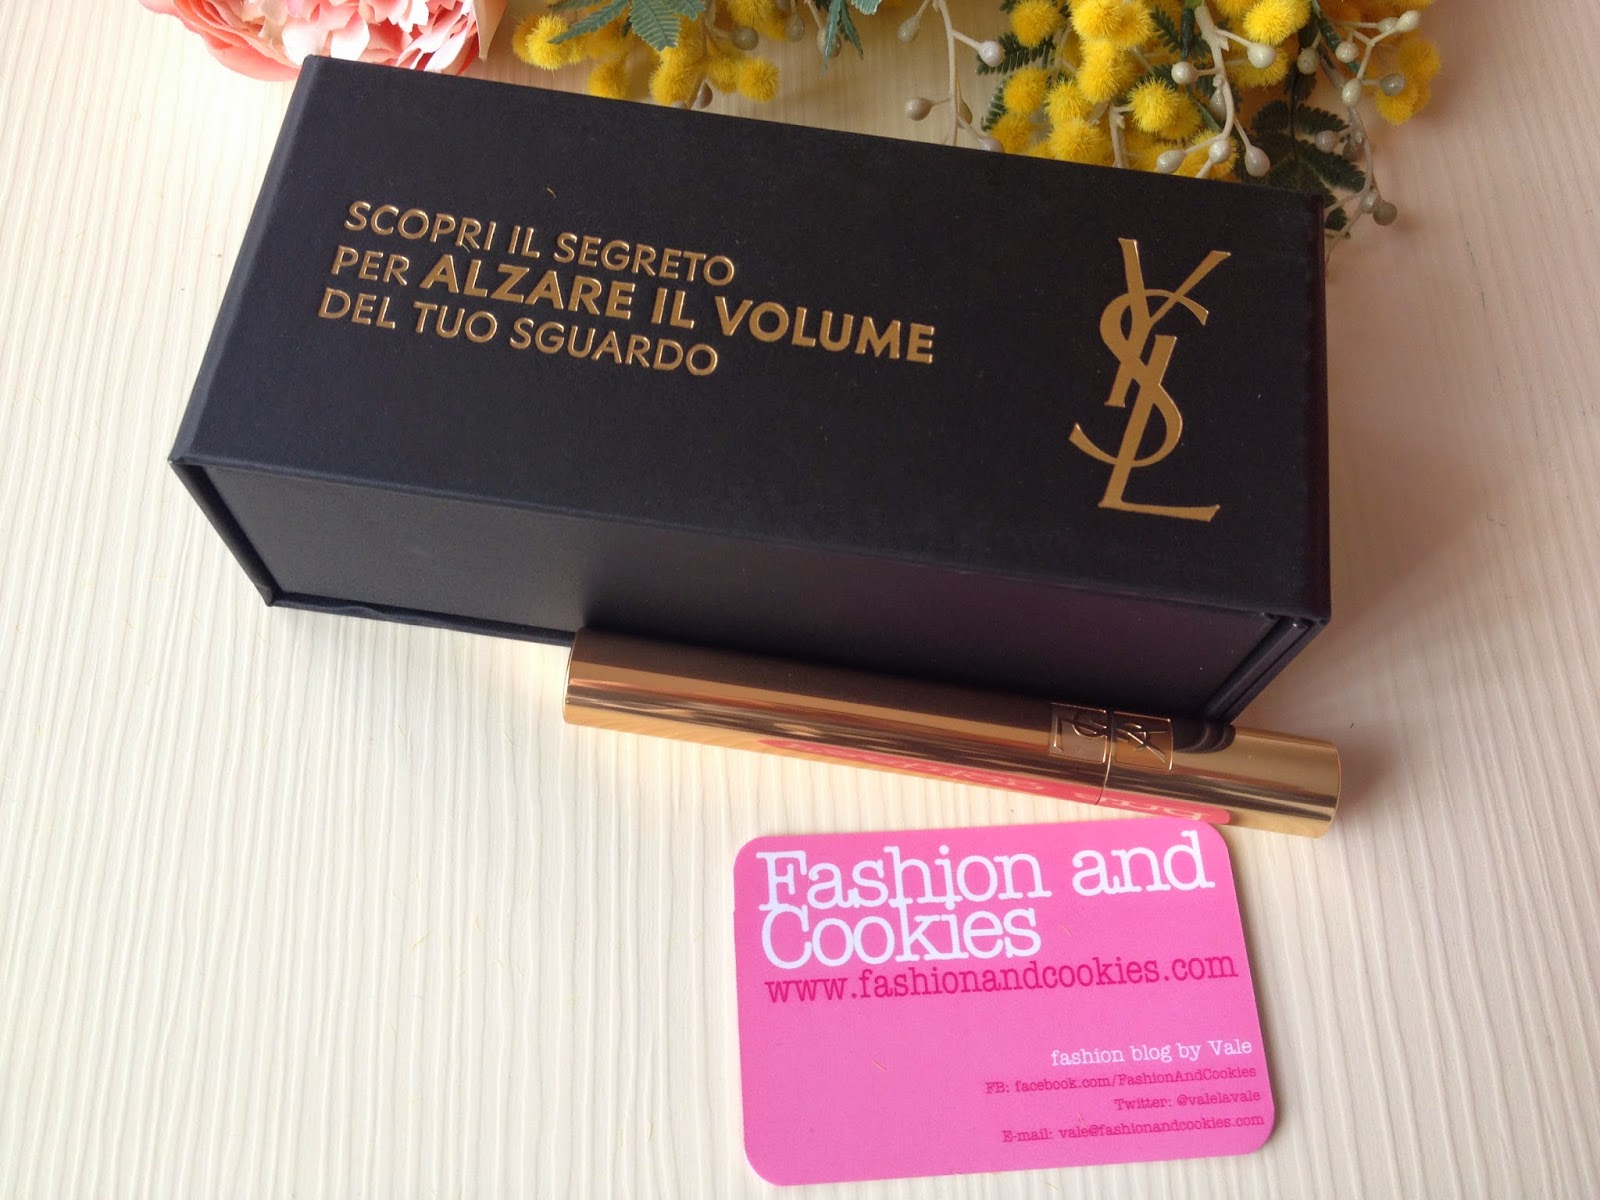 SCOPRI IL SEGRETO
PER ALZARE IL VOLUME
DEL TUO SGUARDO
YSL
YSL
Fashion and
Cookies
www.fashionandcookies.com
fashion blog by Vale
FB: facebook.com/FashionAndCookies
Twitter: @valelavale
E-mail: vale@fashionandcookies.com